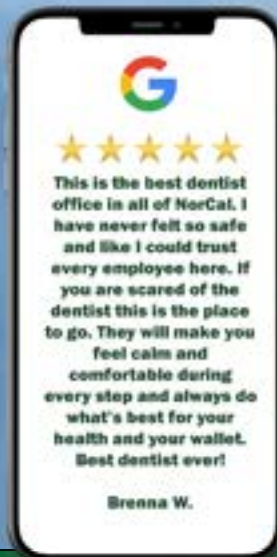 This is the best dentist
office in all of NorCal. I
have never felt so safe
and like I could trust
every employee here. If
you are scared of the
dentist this is the place
to go. They will make you
feel calm and
comfortable during
every step and always do
what's best for your
health and your wallet.
Best dentist ever!
Brenna W.